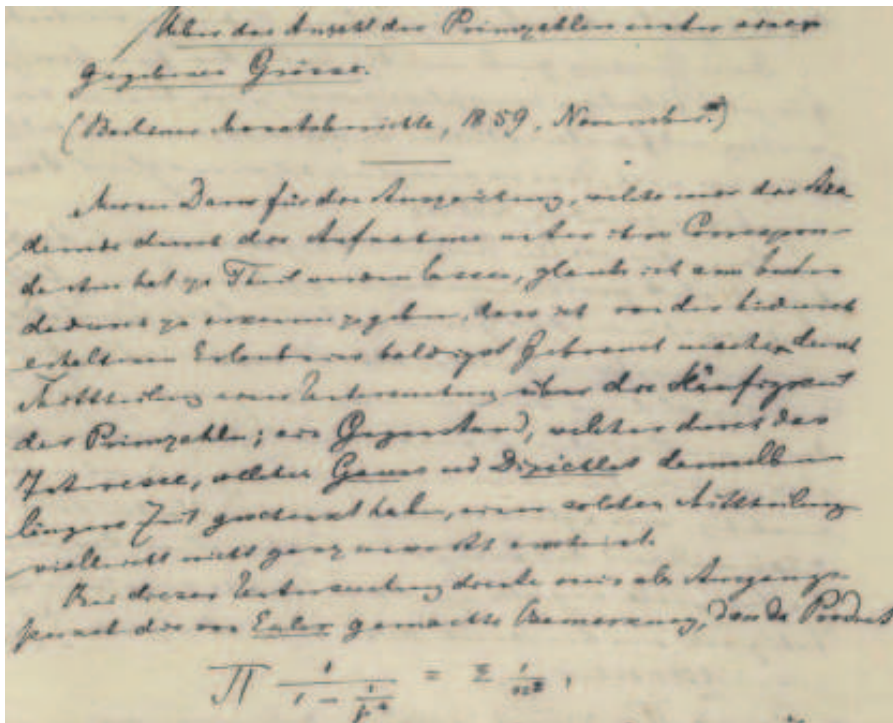 Ueber die Anzahl der Primzahlen unter einer
gegebenen Grösse.
(Berliner Monatsberichte, 1859, November.)
Meinen Dank für die Auszeichnung, welche mir die Aka-
demie durch die Aufnahme unter ihre Correspon-
denten hat zu Theil werden lassen, glaube ich am besten
dadurch zu erkennen zu geben, dass ich von der hierdurch
erhaltenen Erlaubniss baldigst Gebrauch mache durch
Mittheilung einer Untersuchung über die Häufigkeit
der Primzahlen; ein Gegenstand, welcher durch das
Interesse, welches Gauss und Dirichlet demselben
längere Zeit geschenkt haben, einer solchen Mittheilung
vielleicht nicht ganz unwerth erscheint.
Bei dieser Untersuchung diente mir als Ausgangs-
punct die von Euler gemachte Bemerkung, dass das Product
∏ 1/(1 − 1/p^s) = Σ 1/n^s,